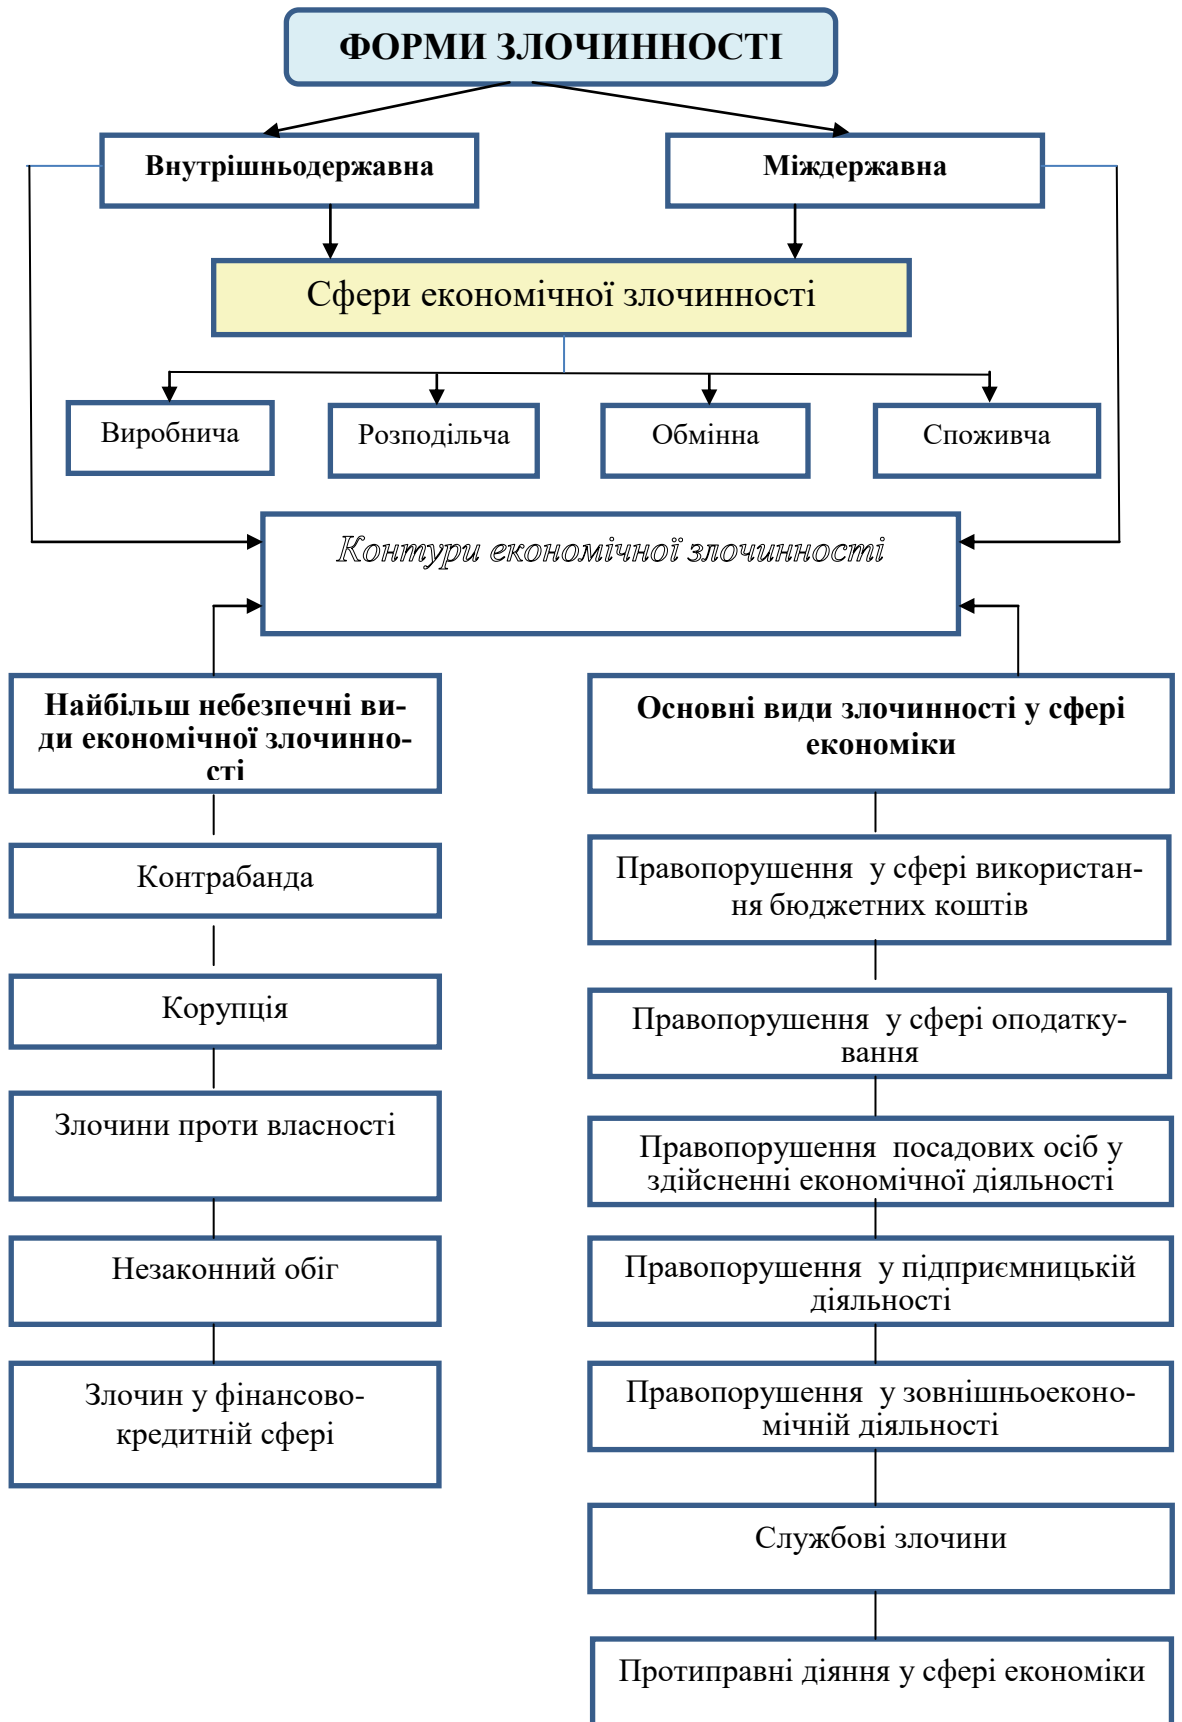 ФОРМИ ЗЛОЧИННОСТІ
Внутрішньодержавна
Міждержавна
Сфери економічної злочинності
Виробнича
Розподільча
Обмінна
Споживча
Контури економічної злочинності
Найбільш небезпечні ви-
ди економічної злочинно-
сті
Контрабанда
Корупція
Злочини проти власності
Незаконний обіг
Злочин у фінансово-
кредитній сфері
Основні види злочинності у сфері
економіки
Правопорушення  у сфері використан-
ня бюджетних коштів
Правопорушення  у сфері оподатку-
вання
Правопорушення  посадових осіб у
здійсненні економічної діяльності
Правопорушення  у підприємницькій
діяльності
Правопорушення  у зовнішньоеконо-
мічній діяльності
Службові злочини
Протиправні діяння у сфері економіки